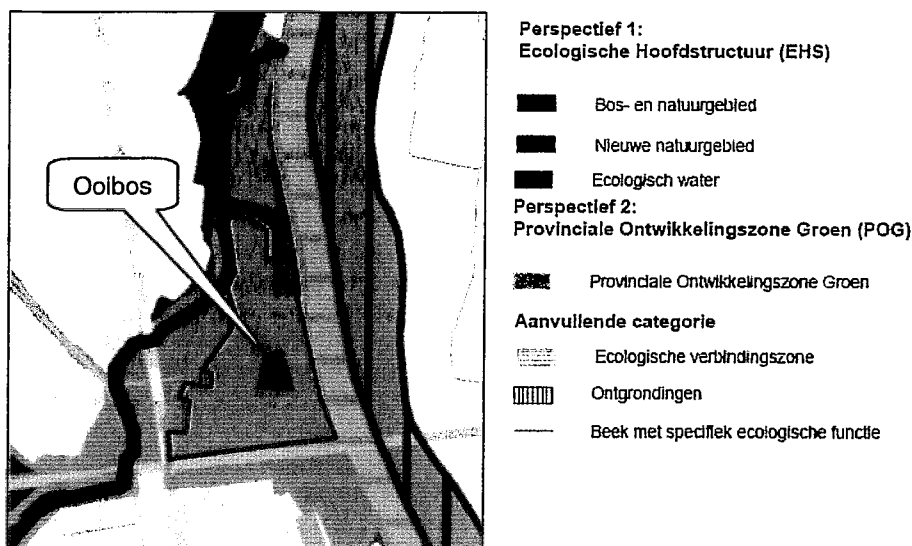 Ooibos
Perspectief 1:
Ecologische Hoofdstructuur (EHS)
Bos- en natuurgebied
Nieuwe natuurgebied
Ecologisch water
Perspectief 2:
Provinciale Ontwikkelingszone Groen (POG)
Provinciale Ontwikkelingszone Groen
Aanvullende categorie
Ecologische verbindingszone
Ontgrondingen
Beek met specifiek ecologische functie